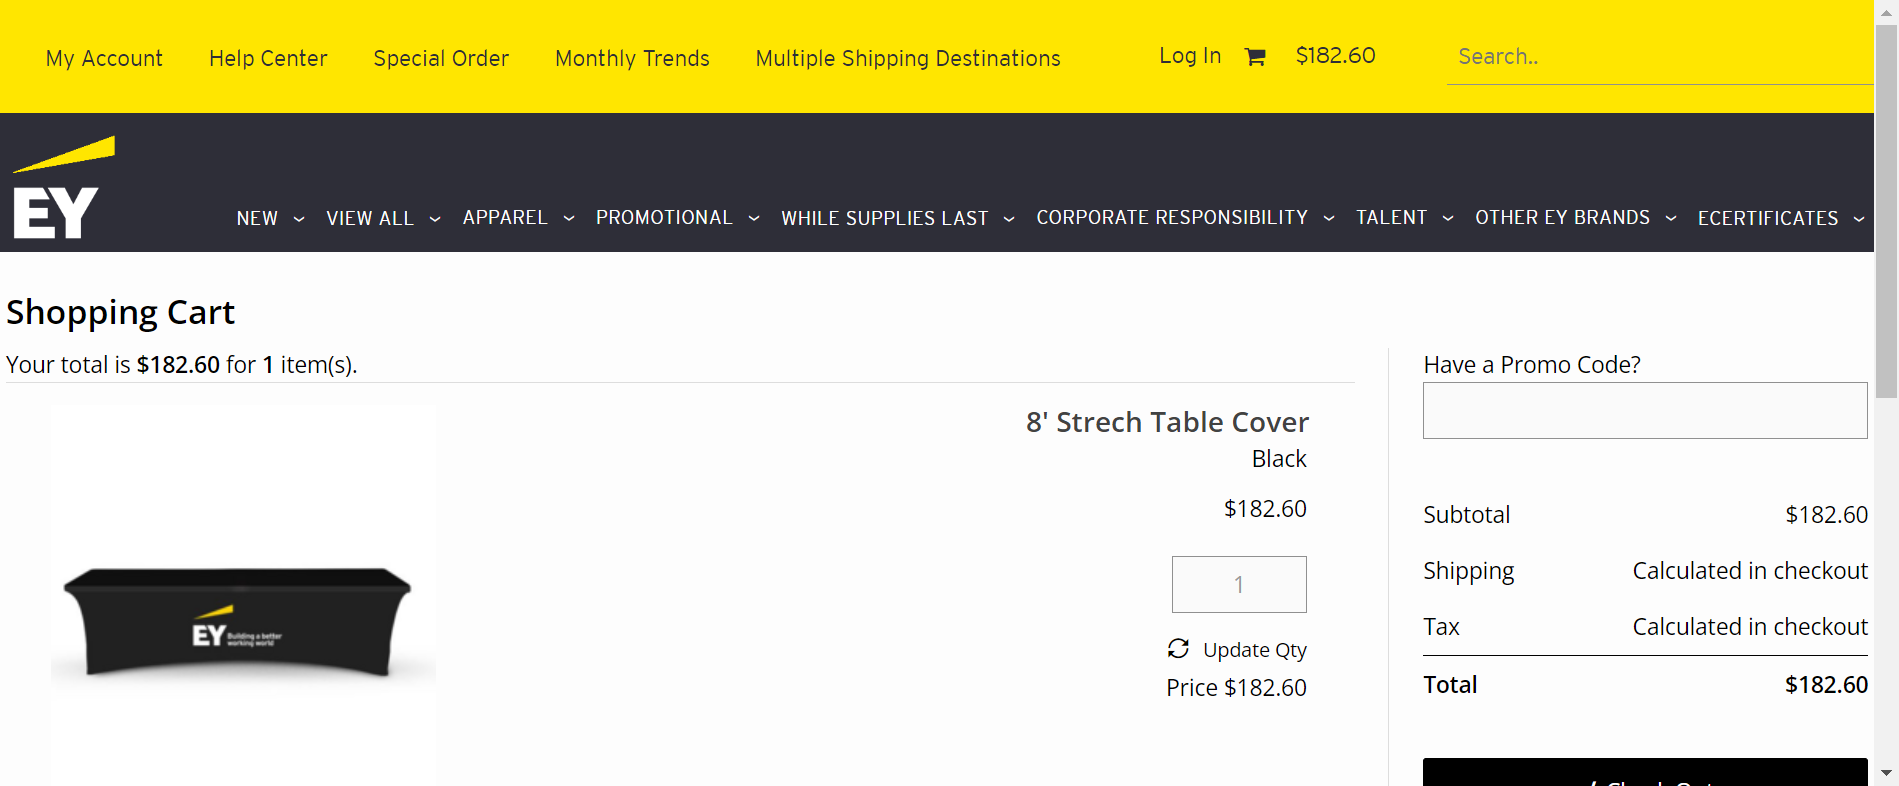 My Account Help Center Special Order Monthly Trends Multiple Shipping Destinations Log In $182.60 Search..
EY
NEW VIEW ALL APPAREL PROMOTIONAL WHILE SUPPLIES LAST CORPORATE RESPONSIBILITY TALENT OTHER EY BRANDS ECERTIFICATES
Shopping Cart
Your total is $182.60 for 1 item(s).
8' Strech Table Cover
Black
$182.60
1
Update Qty
Price $182.60
EY Building a better
working world
Have a Promo Code?
Subtotal $182.60
Shipping Calculated in checkout
Tax Calculated in checkout
Total $182.60